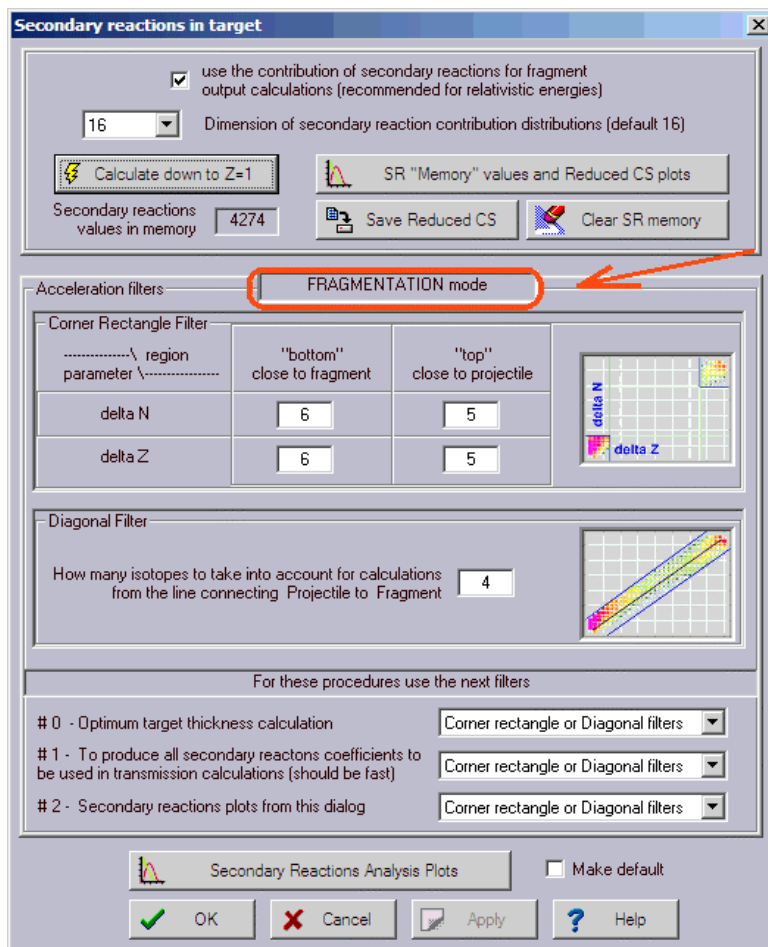 Secondary reactions in target
use the contribution of secondary reactions for fragment
output calculations (recommended for relativistic energies)
16
Dimension of secondary reaction contribution distributions (default 16)
Calculate down to Z=1
SR "Memory" values and Reduced CS plots
Secondary reactions
values in memory
4274
Save Reduced CS
Clear SR memory
Acceleration filters
FRAGMENTATION mode
Corner Rectangle Filter
---------------\ region
parameter \-----------------
"bottom"
close to fragment
"top"
close to projectile
delta N
6
5
delta Z
6
5
delta N
delta Z
Diagonal Filter
How many isotopes to take into account for calculations
from the line connecting Projectile to Fragment
4
For these procedures use the next filters
# 0 - Optimum target thickness calculation
Corner rectangle or Diagonal filters
# 1 - To produce all secondary reactons coefficients to
be used in transmission calculations (should be fast)
Corner rectangle or Diagonal filters
# 2 - Secondary reactions plots from this dialog
Corner rectangle or Diagonal filters
Secondary Reactions Analysis Plots
Make default
OK
Cancel
Apply
? Help